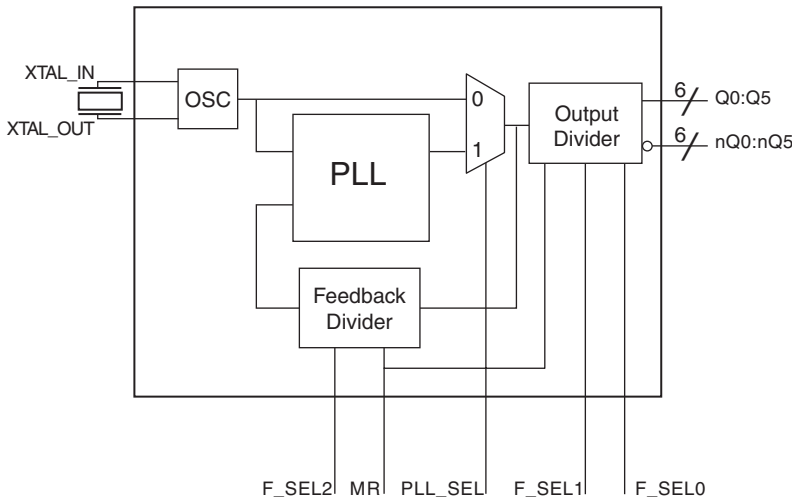 XTAL_IN
XTAL_OUT
OSC
0
1
PLL
Output
Divider
6
Q0:Q5
6
nQ0:nQ5
Feedback
Divider
F_SEL2 MR PLL_SEL F_SEL1 F_SEL0